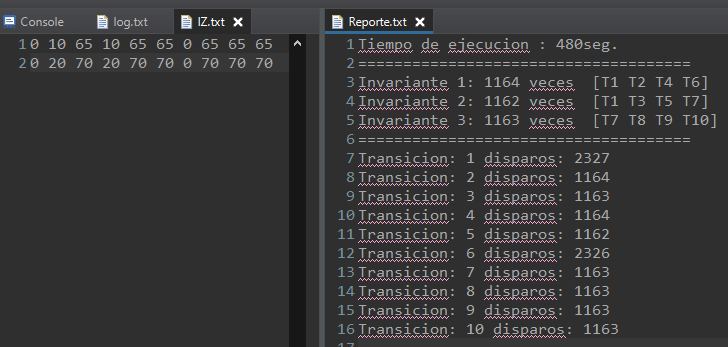 Console
log.txt
IZ.txt
1 0 10 65 10 65 65 0 65 65 65
2 0 20 70 20 70 70 0 70 70 70
Reporte.txt
1 Tiempo de ejecucion : 480seg.
2 =====================================
3 Invariante 1: 1164 veces  [T1 T2 T4 T6]
4 Invariante 2: 1162 veces  [T1 T3 T5 T7]
5 Invariante 3: 1163 veces  [T7 T8 T9 T10]
6 =====================================
7 Transicion: 1 disparos: 2327
8 Transicion: 2 disparos: 1164
9 Transicion: 3 disparos: 1163
10 Transicion: 4 disparos: 1164
11 Transicion: 5 disparos: 1162
12 Transicion: 6 disparos: 2326
13 Transicion: 7 disparos: 1163
14 Transicion: 8 disparos: 1163
15 Transicion: 9 disparos: 1163
16 Transicion: 10 disparos: 1163